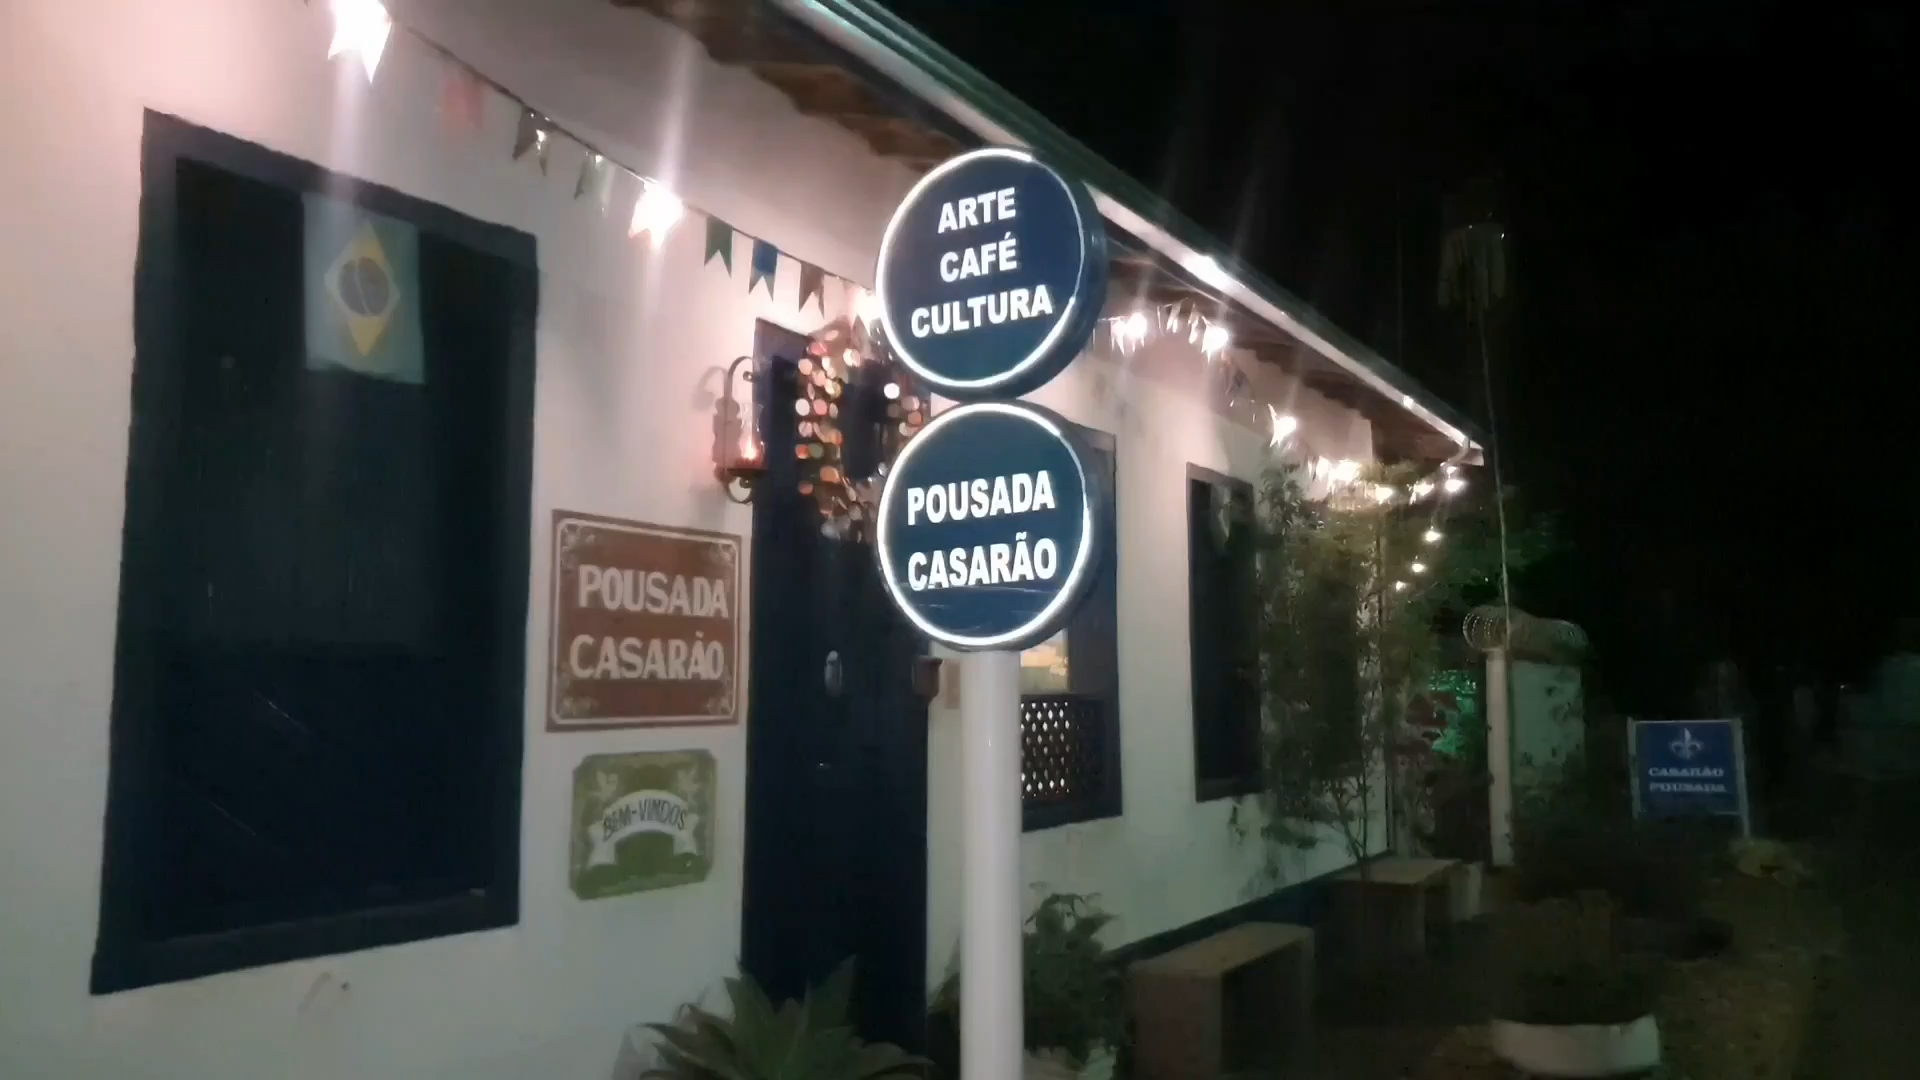 ARTE
CAFÉ
CULTURA
POUSADA
CASARÃO
POUSADA
CASARÃO
BEM-VINDOS
CASARÃO
POUSADA